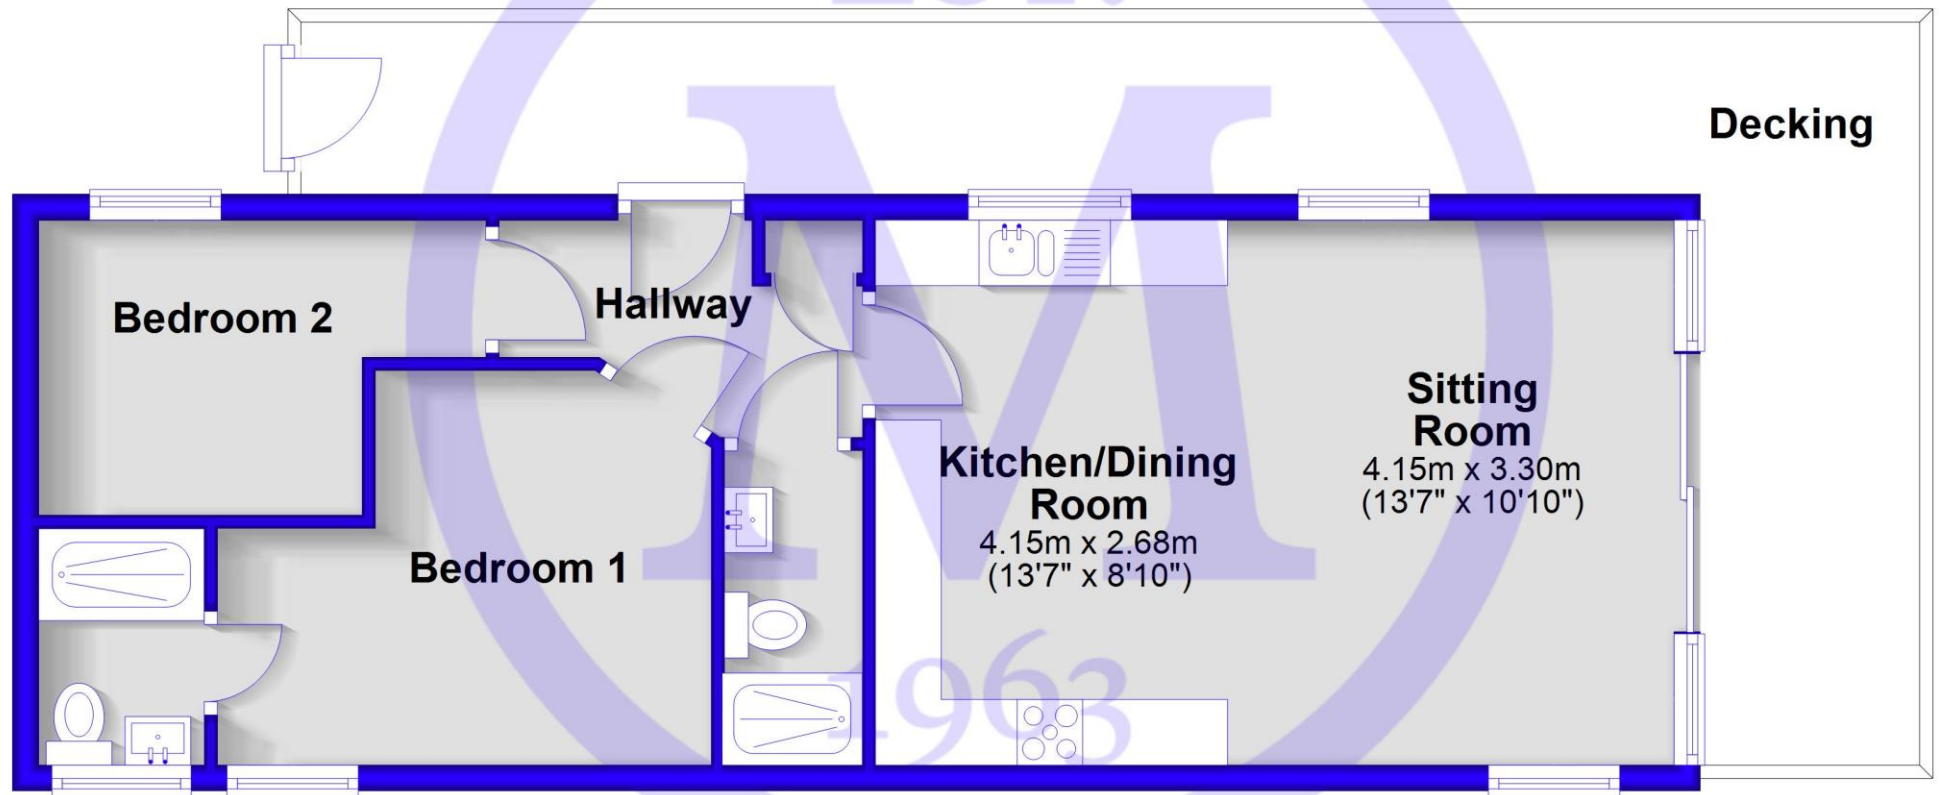 Decking
Bedroom 2
Hallway
Sitting
Room
4.15m x 3.30m
(13'7" x 10'10")
Kitchen/Dining
Room
4.15m x 2.68m
(13'7" x 8'10")
Bedroom 1
M
1963